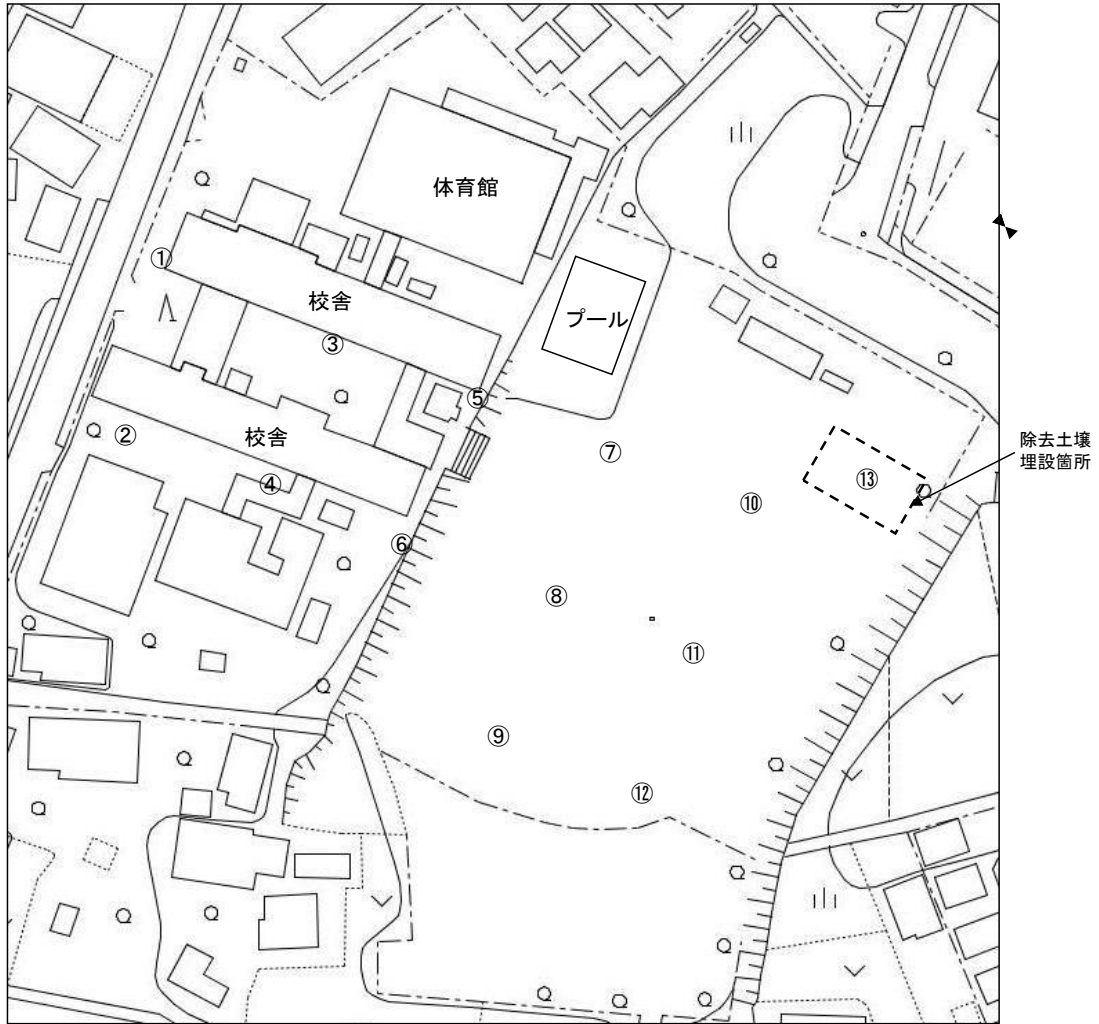 体育館
①
校舎
プール
③
⑤
②
校舎
⑦
除去土壌
埋設箇所
④
⑬
⑩
⑥
⑧
⑪
⑨
⑫